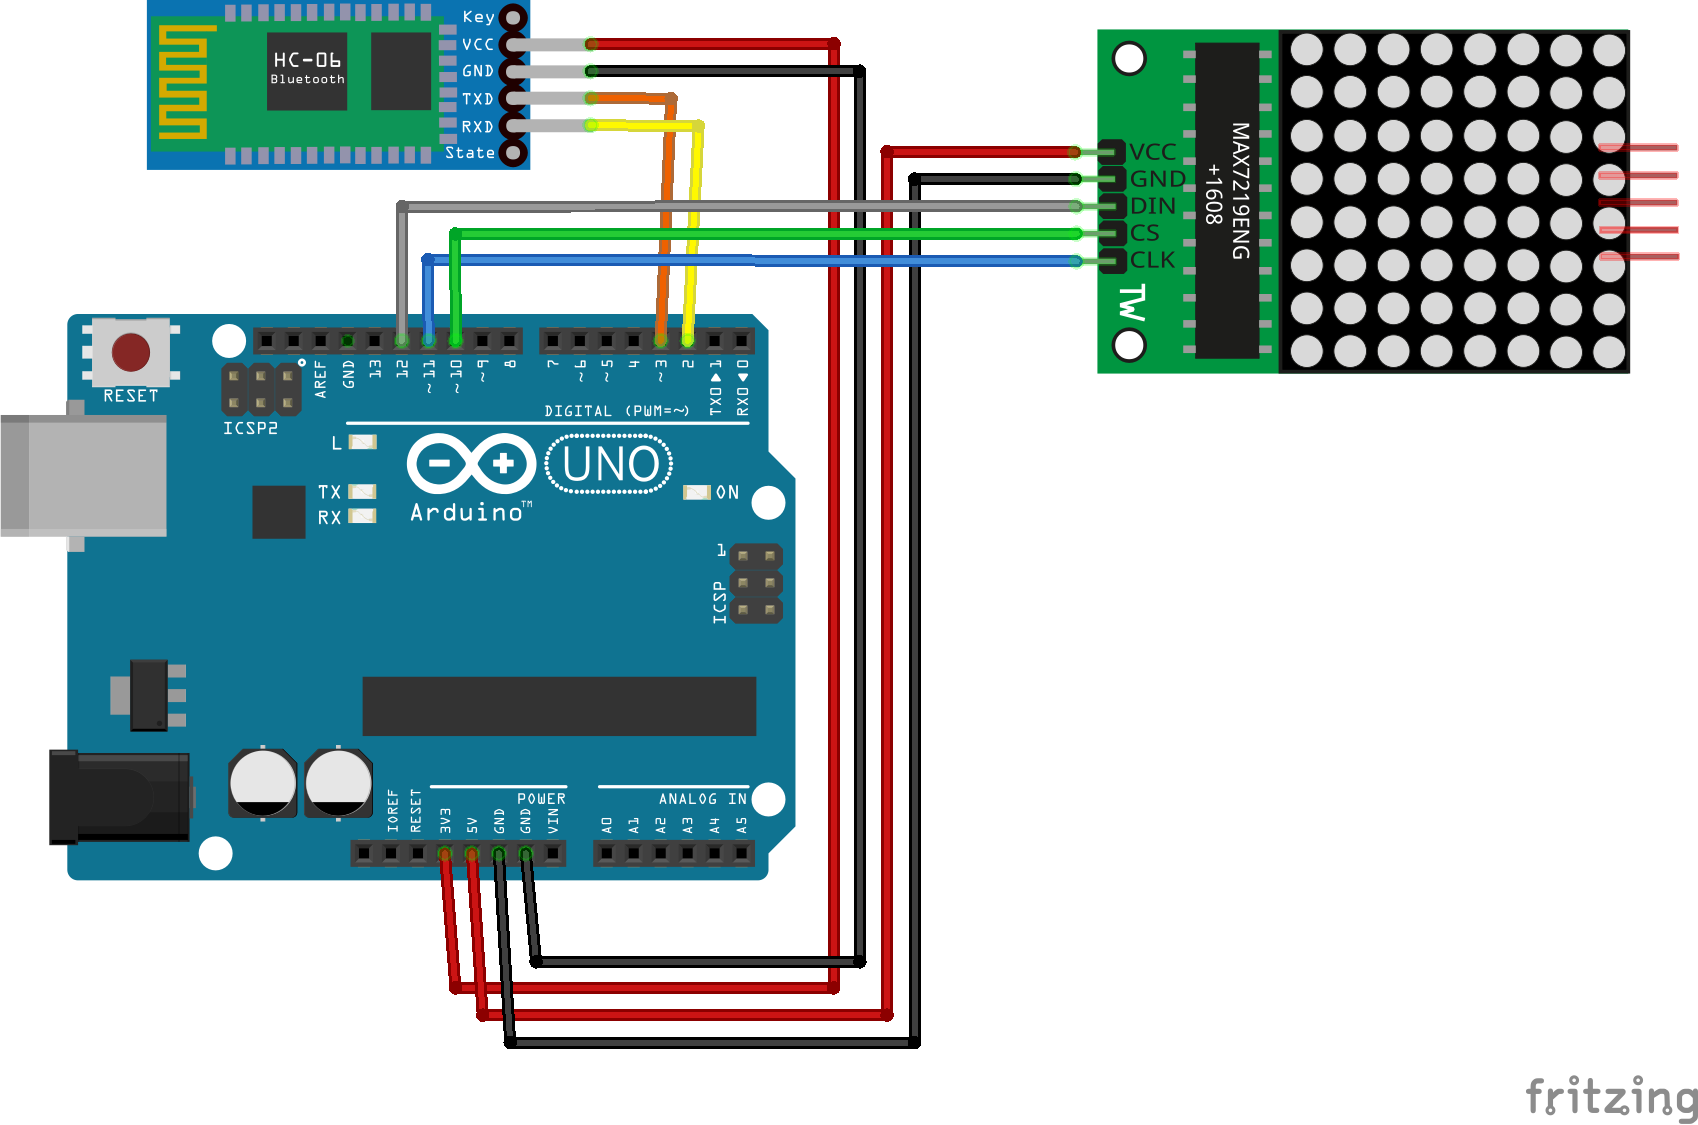 Key
VCC
GND
TXD
RXD
State
HC-06
Bluetooth
VCC
GND
DIN
CS
CLK
TW
MAX7219ENG
+1608
RESET
ICSP2
AREF
GND
13
12
~11
~10
~9
8
7
~6
~5
4
~3
2
TX0▶1
RX0◀0
DIGITAL (PWM=~)
L
TX
RX
UNO
Arduino™
ON
1
ICSP
IOREF
RESET
3V3
5V
GND
GND
VIN
POWER
ANALOG IN
A0
A1
A2
A3
A4
A5
fritzing